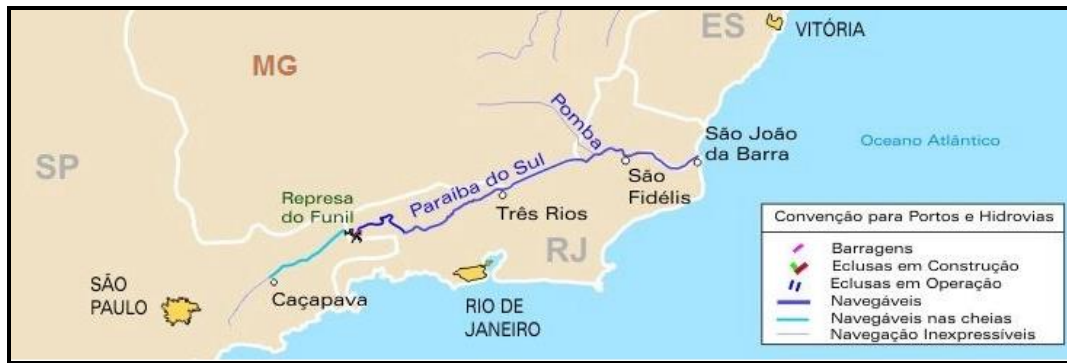 ES
VITÓRIA
MG
Pomba
São João
da Barra
Oceano Atlântico
SP
Paraiba do Sul
São
Fidélis
Represa
do Funil
Três Rios
RJ
SÃO
PAULO
Caçapava
RIO DE
JANEIRO
Convenção para Portos e Hidrovias
Barragens
Eclusas em Construção
Eclusas em Operação
Navegáveis
Navegáveis nas cheias
Navegação Inexpressíveis